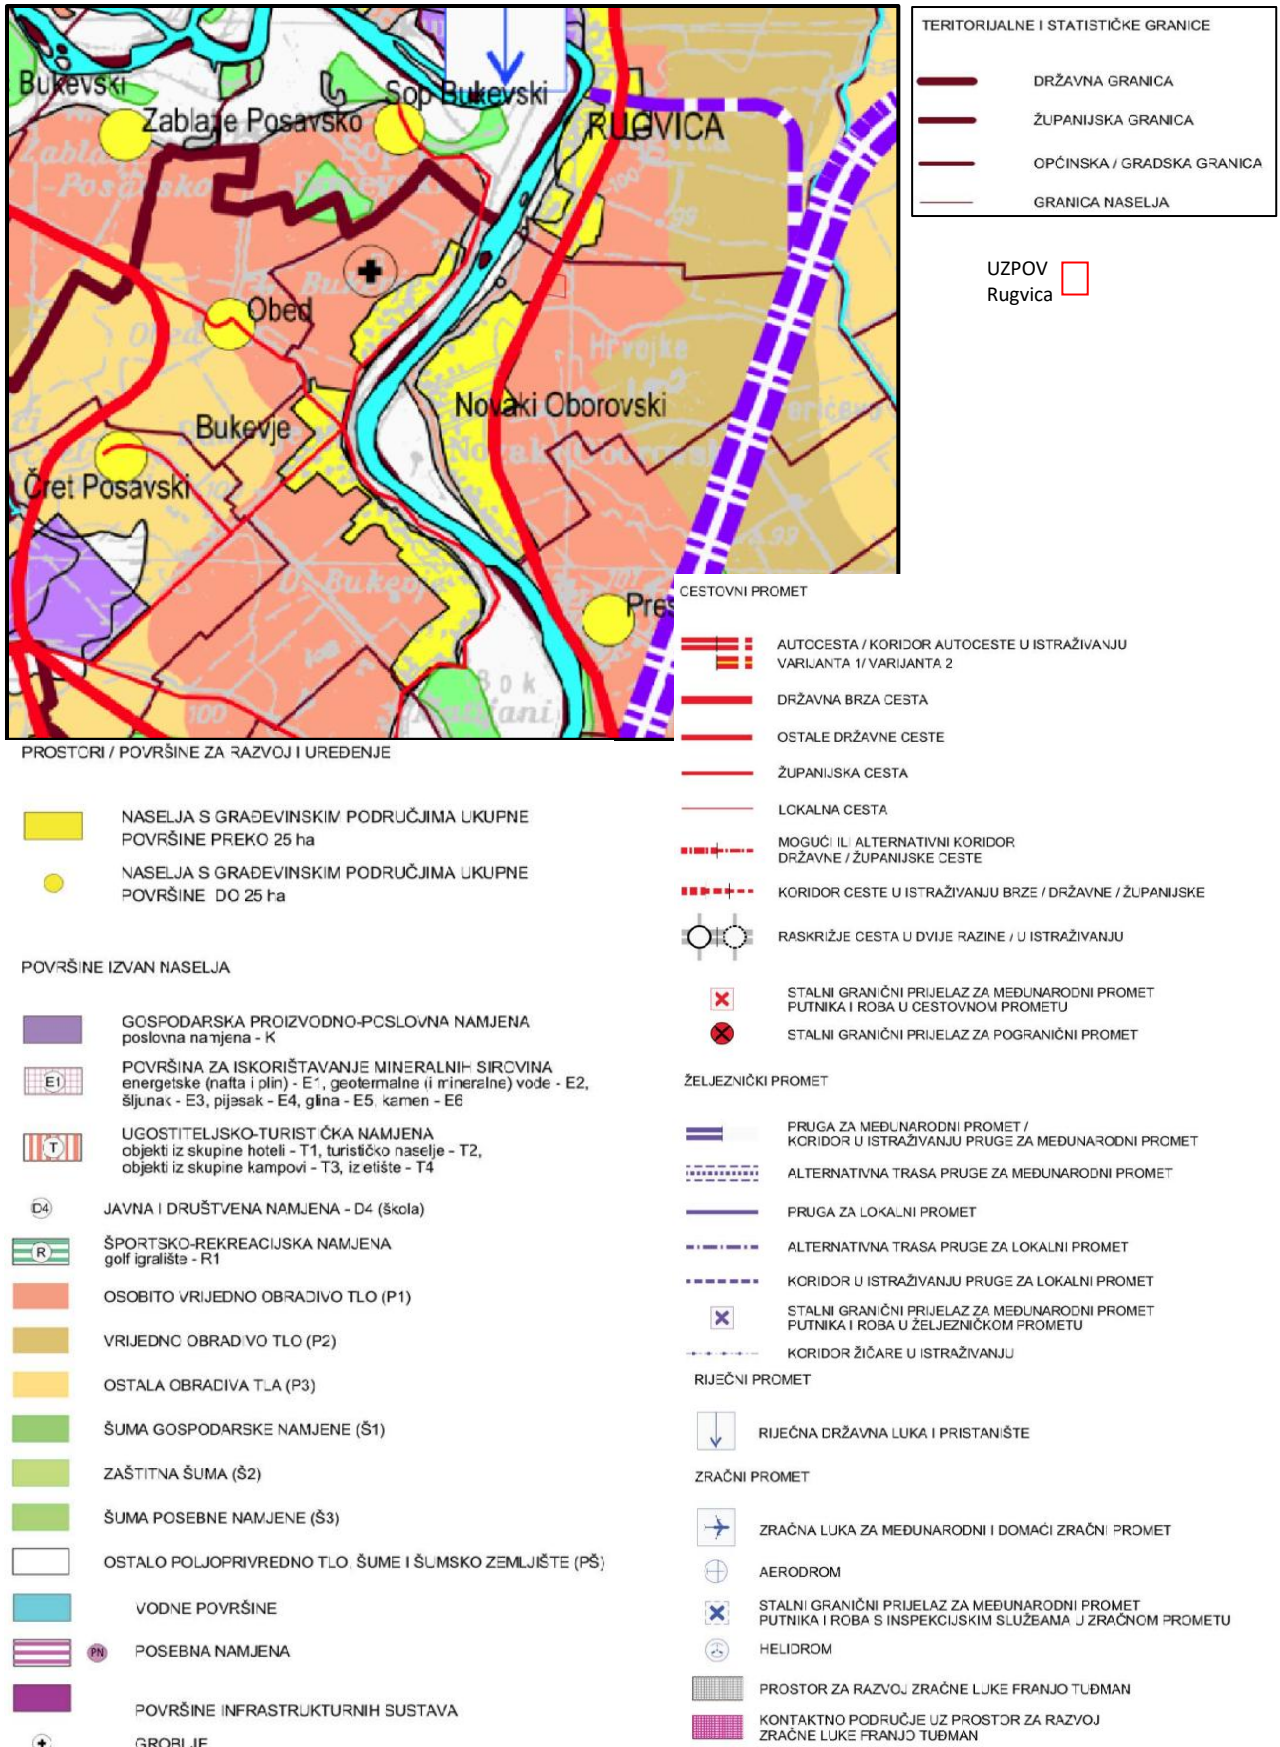 Bukevski
Zablaje Posavsko
Sop Bukevski
RUGVICA
Obed
Bukevje
Novaki Oborovski
Čret Posavski
Hrvojke
100
99
101
100
Bok
TERITORIJALNE I STATISTIČKE GRANICE
DRŽAVNA GRANICA
ŽUPANIJSKA GRANICA
OPĆINSKA / GRADSKA GRANICA
GRANICA NASELJA
UZPOV
Rugvica
PROSTORI / POVRŠINE ZA RAZVOJ I UREĐENJE
NASELJA S GRAĐEVINSKIM PODRUČJIMA UKUPNE
POVRŠINE PREKO 25 ha
NASELJA S GRAĐEVINSKIM PODRUČJIMA UKUPNE
POVRŠINE DO 25 ha
POVRŠINE IZVAN NASELJA
GOSPODARSKA PROIZVODNO-POSLOVNA NAMJENA
poslovna namjena - K
E1
POVRŠINA ZA ISKORIŠTAVANJE MINERALNIH SIROVINA
energetske (nafta i plin) - E1, geotermalne (i mineralne) vode - E2,
šljunak - E3, pijesak - E4, glina - E5, kamen - E6
T
UGOSTITELJSKO-TURISTIČKA NAMJENA
objekti iz skupine hoteli - T1, turističko naselje - T2,
objekti iz skupine kampovi - T3, izletište - T4
D4
JAVNA I DRUŠTVENA NAMJENA - D4 (škola)
R
ŠPORTSKO-REKREACIJSKA NAMJENA
golf igralište - R1
OSOBITO VRIJEDNO OBRADIVO TLO (P1)
VRIJEDNO OBRADIVO TLO (P2)
OSTALA OBRADIVA TLA (P3)
ŠUMA GOSPODARSKE NAMJENE (Š1)
ZAŠTITNA ŠUMA (Š2)
ŠUMA POSEBNE NAMJENE (Š3)
OSTALO POLJOPRIVREDNO TLO, ŠUME I ŠUMSKO ZEMLJIŠTE (PŠ)
VODNE POVRŠINE
PN
POSEBNA NAMJENA
POVRŠINE INFRASTRUKTURNIH SUSTAVA
GROBLJE
CESTOVNI PROMET
AUTOCESTA / KORIDOR AUTOCESTE U ISTRAŽIVANJU
VARIJANTA 1/ VARIJANTA 2
DRŽAVNA BRZA CESTA
OSTALE DRŽAVNE CESTE
ŽUPANIJSKA CESTA
LOKALNA CESTA
MOGUĆI ILI ALTERNATIVNI KORIDOR
DRŽAVNE / ŽUPANIJSKE CESTE
KORIDOR CESTE U ISTRAŽIVANJU BRZE / DRŽAVNE / ŽUPANIJSKE
RASKRIŽJE CESTA U DVIJE RAZINE / U ISTRAŽIVANJU
STALNI GRANIČNI PRIJELAZ ZA MEĐUNARODNI PROMET
PUTNIKA I ROBA U CESTOVNOM PROMETU
STALNI GRANIČNI PRIJELAZ ZA POGRANIČNI PROMET
ŽELJEZNIČKI PROMET
PRUGA ZA MEĐUNARODNI PROMET /
KORIDOR U ISTRAŽIVANJU PRUGE ZA MEĐUNARODNI PROMET
ALTERNATIVNA TRASA PRUGE ZA MEĐUNARODNI PROMET
PRUGA ZA LOKALNI PROMET
ALTERNATIVNA TRASA PRUGE ZA LOKALNI PROMET
KORIDOR U ISTRAŽIVANJU PRUGE ZA LOKALNI PROMET
STALNI GRANIČNI PRIJELAZ ZA MEĐUNARODNI PROMET
PUTNIKA I ROBA U ŽELJEZNIČKOM PROMETU
KORIDOR ŽIČARE U ISTRAŽIVANJU
RIJEČNI PROMET
RIJEČNA DRŽAVNA LUKA I PRISTANIŠTE
ZRAČNI PROMET
ZRAČNA LUKA ZA MEĐUNARODNI I DOMAĆI ZRAČNI PROMET
AERODROM
STALNI GRANIČNI PRIJELAZ ZA MEĐUNARODNI PROMET
PUTNIKA I ROBA S INSPEKCIJSKIM SLUŽBAMA U ZRAČNOM PROMETU
HELIDROM
PROSTOR ZA RAZVOJ ZRAČNE LUKE FRANJO TUĐMAN
KONTAKTNO PODRUČJE UZ PROSTOR ZA RAZVOJ
ZRAČNE LUKE FRANJO TUĐMAN